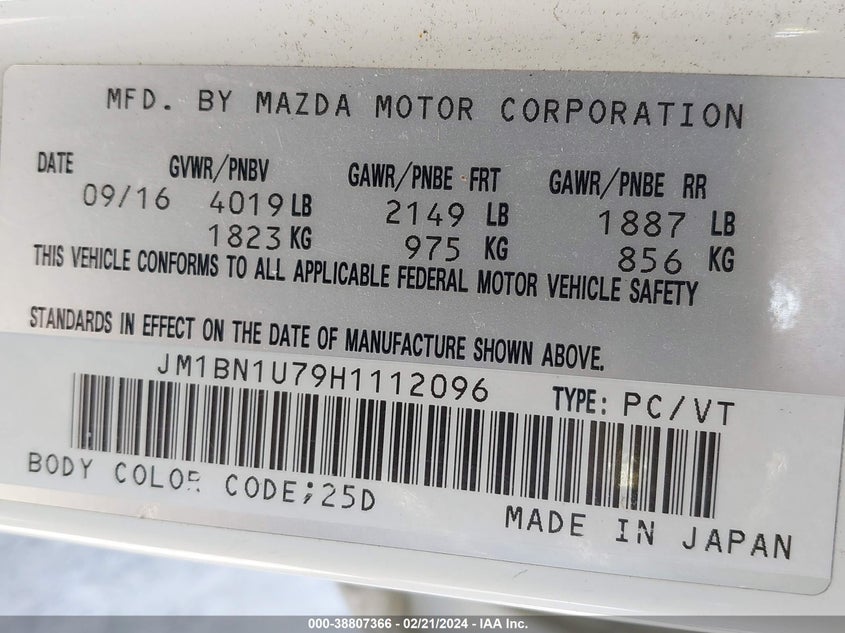 MFD. BY MAZDA MOTOR CORPORATION
DATE GVWR/PNBV GAWR/PNBE FRT GAWR/PNBE RR
09/16 4019 LB 2149 LB 1887 LB
1823 KG 975 KG 856 KG
THIS VEHICLE CONFORMS TO ALL APPLICABLE FEDERAL MOTOR VEHICLE SAFETY
STANDARDS IN EFFECT ON THE DATE OF MANUFACTURE SHOWN ABOVE.
JM1BN1U79H1112096 TYPE: PC/VT
BODY COLOR CODE;25D
MADE IN JAPAN
000-38807366 - 02/21/2024 - IAA Inc.